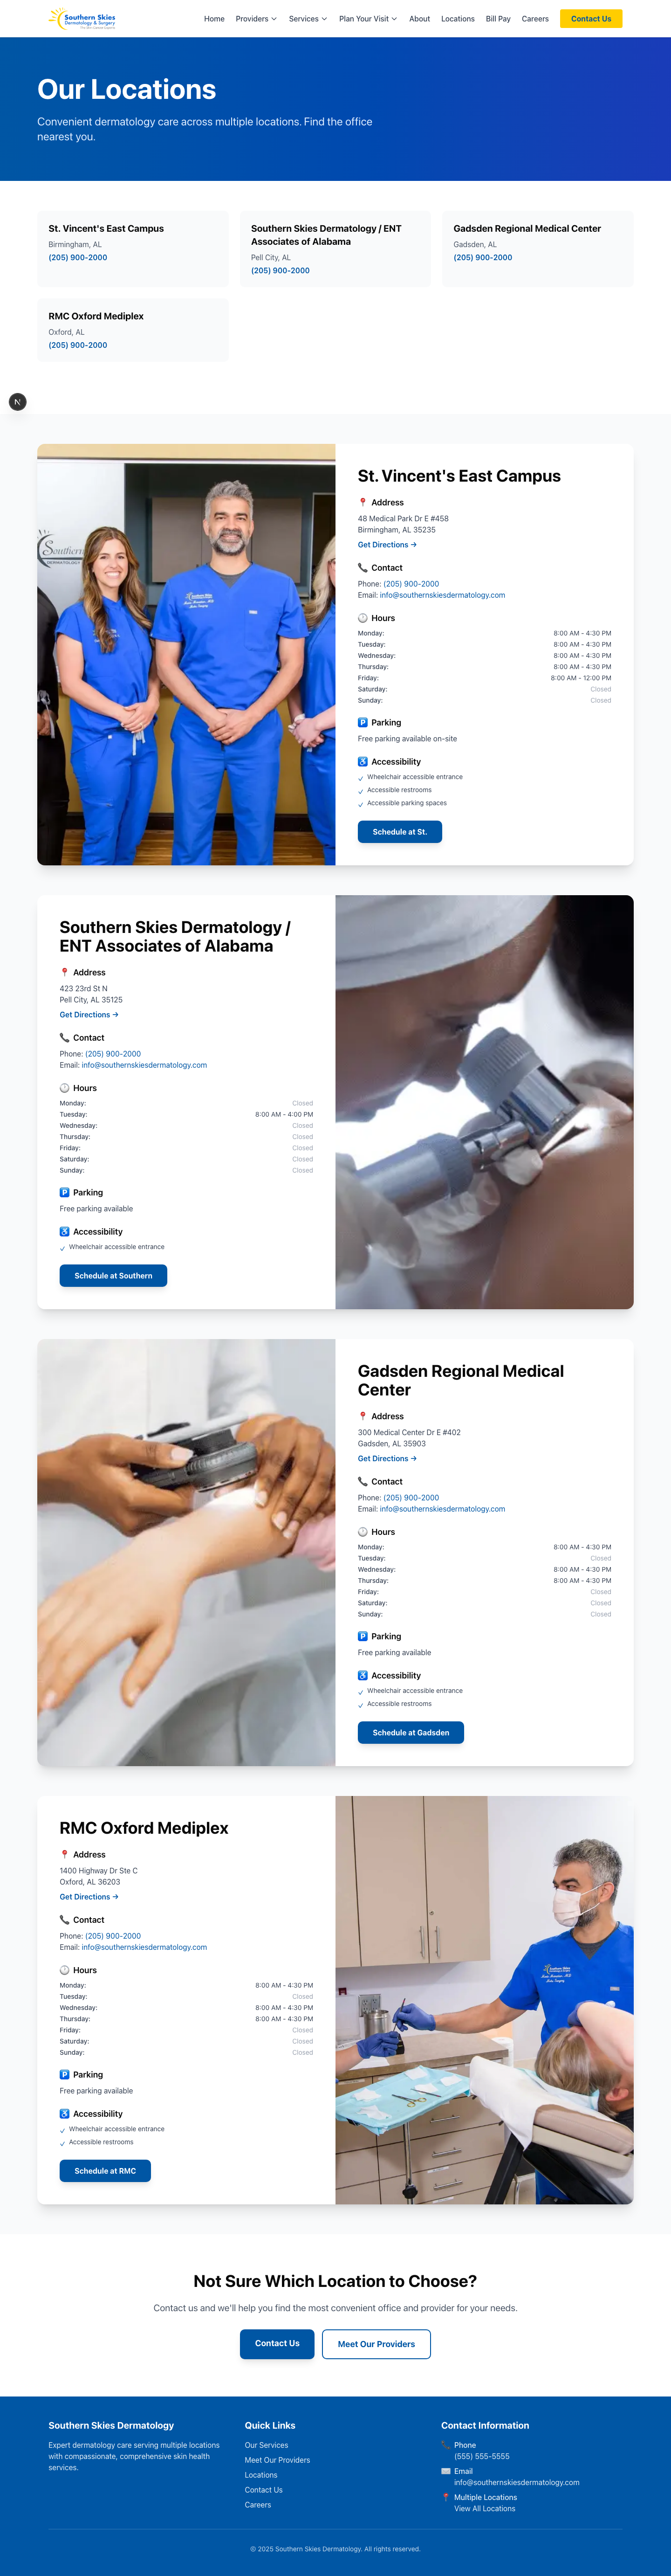 Southern Skies
Dermatology & Surgery
Home
Providers
Services
Plan Your Visit
About
Locations
Bill Pay
Careers
Contact Us
Our Locations
Convenient dermatology care across multiple locations. Find the office
nearest you.
St. Vincent's East Campus
Birmingham, AL
(205) 900-2000
Southern Skies Dermatology / ENT
Associates of Alabama
Pell City, AL
(205) 900-2000
Gadsden Regional Medical Center
Gadsden, AL
(205) 900-2000
RMC Oxford Mediplex
Oxford, AL
(205) 900-2000
N
Southern
DERMATOLOGY
St. Vincent's East Campus
Address
48 Medical Park Dr E #458
Birmingham, AL 35235
Get Directions →
Contact
Phone: (205) 900-2000
Email: info@southernskiesdermatology.com
Hours
Monday: 8:00 AM - 4:30 PM
Tuesday: 8:00 AM - 4:30 PM
Wednesday: 8:00 AM - 4:30 PM
Thursday: 8:00 AM - 4:30 PM
Friday: 8:00 AM - 12:00 PM
Saturday: Closed
Sunday: Closed
P Parking
Free parking available on-site
Accessibility
✓ Wheelchair accessible entrance
✓ Accessible restrooms
✓ Accessible parking spaces
Schedule at St.
Southern Skies Dermatology /
ENT Associates of Alabama
Address
423 23rd St N
Pell City, AL 35125
Get Directions →
Contact
Phone: (205) 900-2000
Email: info@southernskiesdermatology.com
Hours
Monday: Closed
Tuesday: 8:00 AM - 4:00 PM
Wednesday: Closed
Thursday: Closed
Friday: Closed
Saturday: Closed
Sunday: Closed
P Parking
Free parking available
Accessibility
✓ Wheelchair accessible entrance
Schedule at Southern
Gadsden Regional Medical
Center
Address
300 Medical Center Dr E #402
Gadsden, AL 35903
Get Directions →
Contact
Phone: (205) 900-2000
Email: info@southernskiesdermatology.com
Hours
Monday: 8:00 AM - 4:30 PM
Tuesday: Closed
Wednesday: 8:00 AM - 4:30 PM
Thursday: 8:00 AM - 4:30 PM
Friday: Closed
Saturday: Closed
Sunday: Closed
P Parking
Free parking available
Accessibility
✓ Wheelchair accessible entrance
✓ Accessible restrooms
Schedule at Gadsden
RMC Oxford Mediplex
Address
1400 Highway Dr Ste C
Oxford, AL 36203
Get Directions →
Contact
Phone: (205) 900-2000
Email: info@southernskiesdermatology.com
Hours
Monday: 8:00 AM - 4:30 PM
Tuesday: Closed
Wednesday: 8:00 AM - 4:30 PM
Thursday: 8:00 AM - 4:30 PM
Friday: Closed
Saturday: Closed
Sunday: Closed
P Parking
Free parking available
Accessibility
✓ Wheelchair accessible entrance
✓ Accessible restrooms
Schedule at RMC
Not Sure Which Location to Choose?
Contact us and we'll help you find the most convenient office and provider for your needs.
Contact Us
Meet Our Providers
Southern Skies Dermatology
Expert dermatology care serving multiple locations
with compassionate, comprehensive skin health
services.
Quick Links
Our Services
Meet Our Providers
Locations
Contact Us
Careers
Contact Information
Phone
(555) 555-5555
Email
info@southernskiesdermatology.com
Multiple Locations
View All Locations
© 2025 Southern Skies Dermatology. All rights reserved.